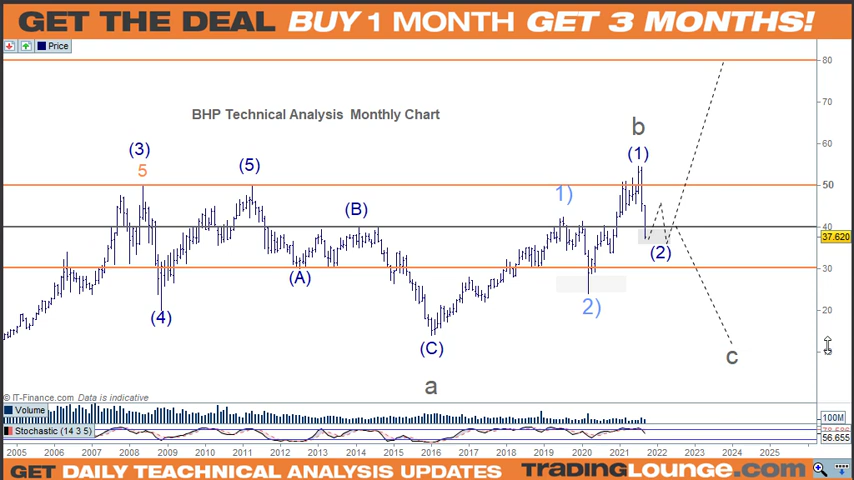 GET THE DEAL BUY 1 MONTH GET 3 MONTHS!
Price
80
BHP Technical Analysis Monthly Chart
70
b
60
(3)
(1)
5
(5)
1)
50
(B)
40
37.620
(2)
(A)
30
(4)
2)
20
(C)
10
c
a
© IT-Finance.com Data is indicative
Volume
100M
Stochastic (14 3 5)
56.655
2005 2006 2007 2008 2009 2010 2011 2012 2013 2014 2015 2016 2017 2018 2019 2020 2021 2022 2023 2024 2025
GET DAILY TEACHNICAL ANALYSIS UPDATES TRADINGLOUNGE.com